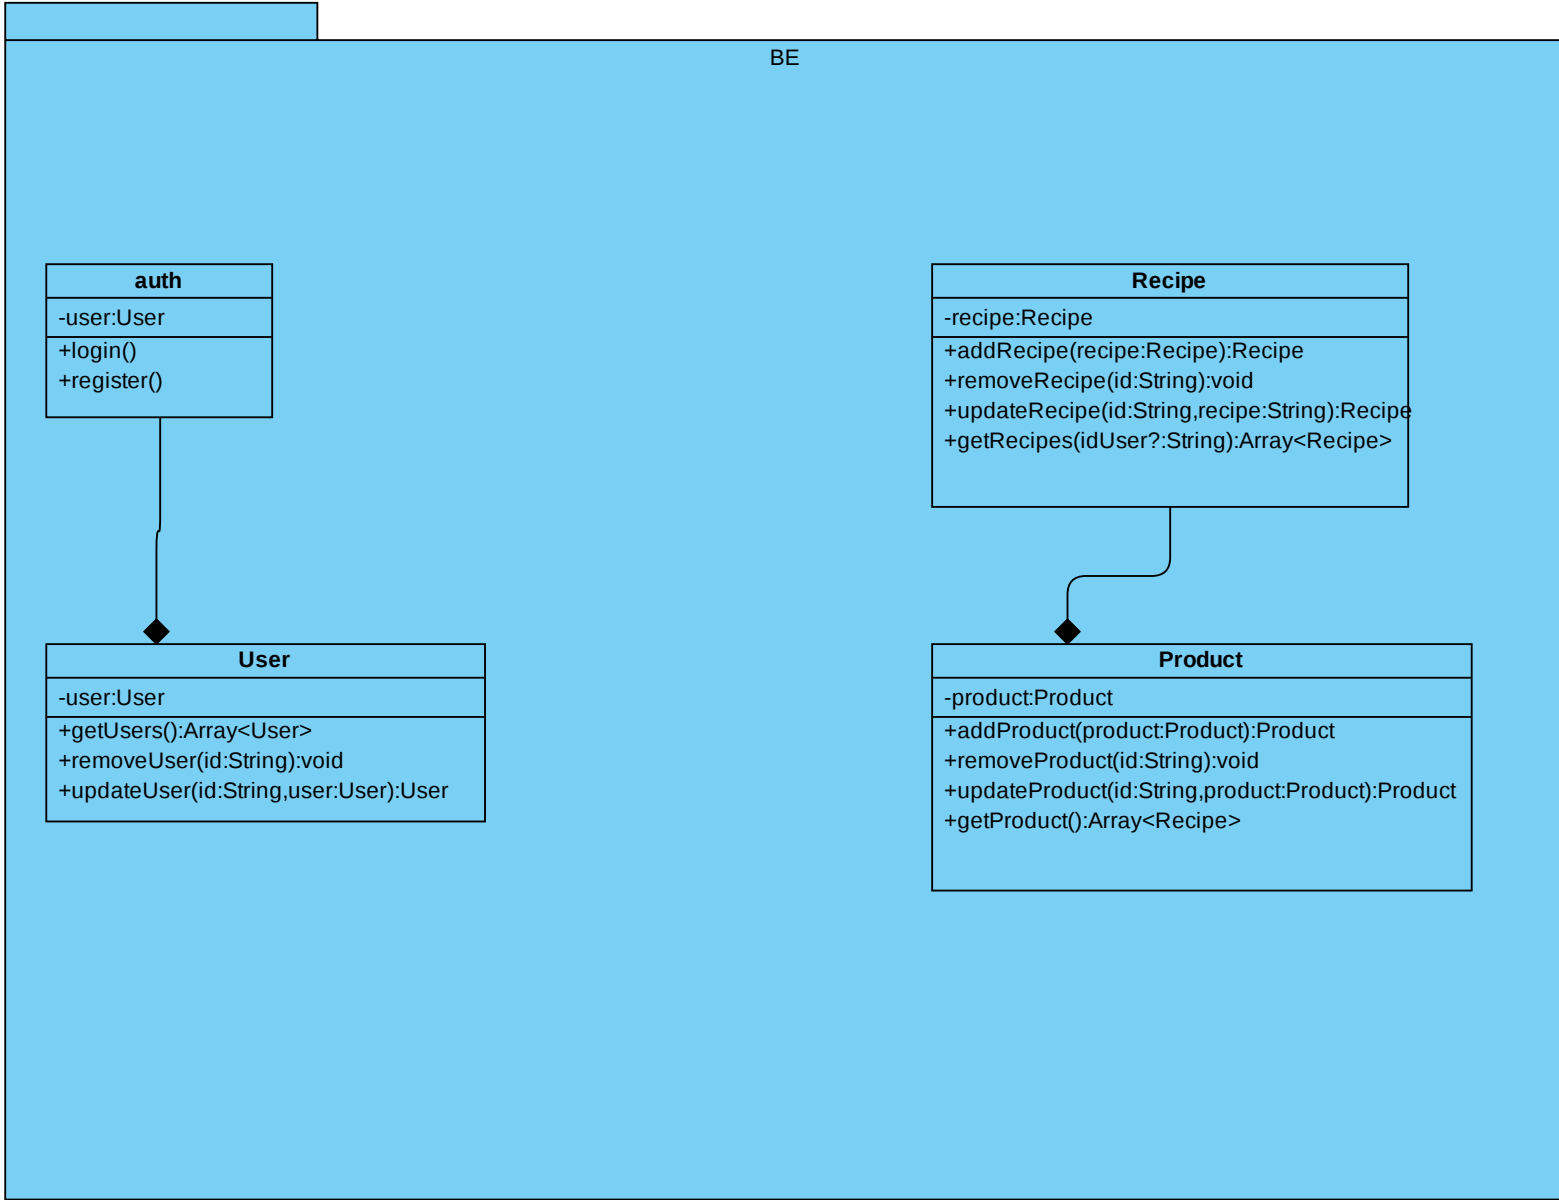 BE
auth
-user:User
+login()
+register()
Recipe
-recipe:Recipe
+addRecipe(recipe:Recipe):Recipe
+removeRecipe(id:String):void
+updateRecipe(id:String,recipe:String):Recipe
+getRecipes(idUser?:String):Array<Recipe>
User
-user:User
+getUsers():Array<User>
+removeUser(id:String):void
+updateUser(id:String,user:User):User
Product
-product:Product
+addProduct(product:Product):Product
+removeProduct(id:String):void
+updateProduct(id:String,product:Product):Product
+getProduct():Array<Recipe>